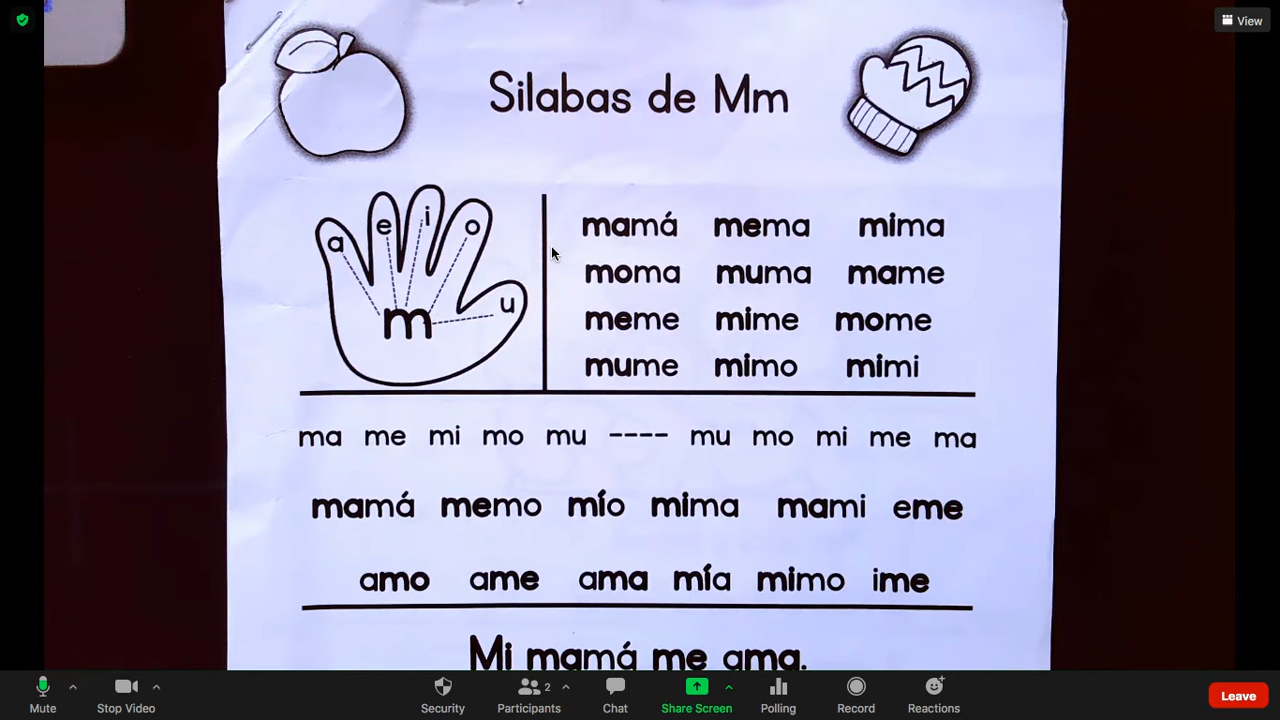 View
Silabas de Mm
a e i o u
m
mamá mema mima
moma muma mame
meme mime mome
mume mimo mimi
ma me mi mo mu ---- mu mo mi me ma
mamá memo mío mima mami eme
amo ame ama mía mimo ime
Mi mamá me ama.
Mute Stop Video Security Participants 2 Chat Share Screen Polling Record Reactions Leave